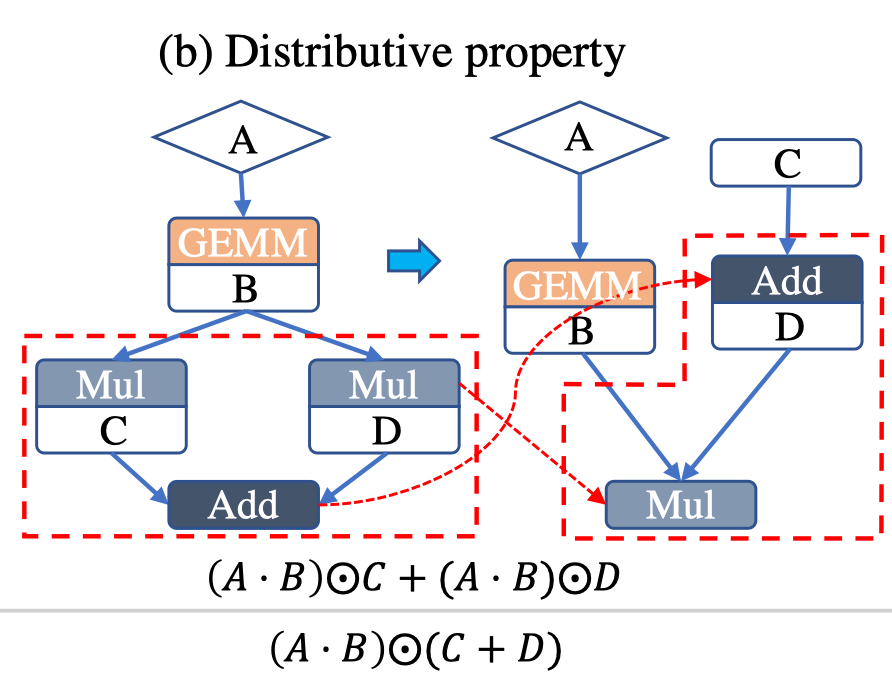 (b) Distributive property
A
A
C
GEMM
B
GEMM
B
Add
D
Mul
C
Mul
D
Add
Mul
(A · B)⊙C + (A · B)⊙D
(A · B)⊙(C + D)